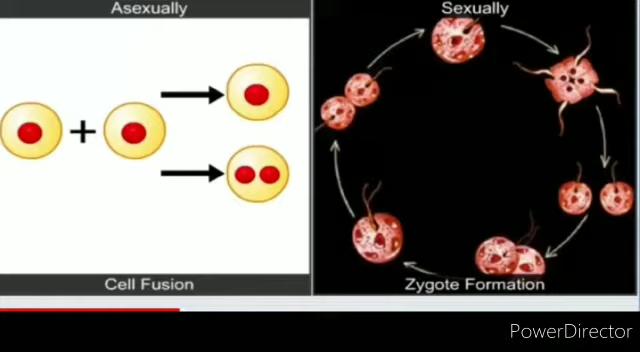 Asexually
Sexually
+
Cell Fusion
Zygote Formation
PowerDirector